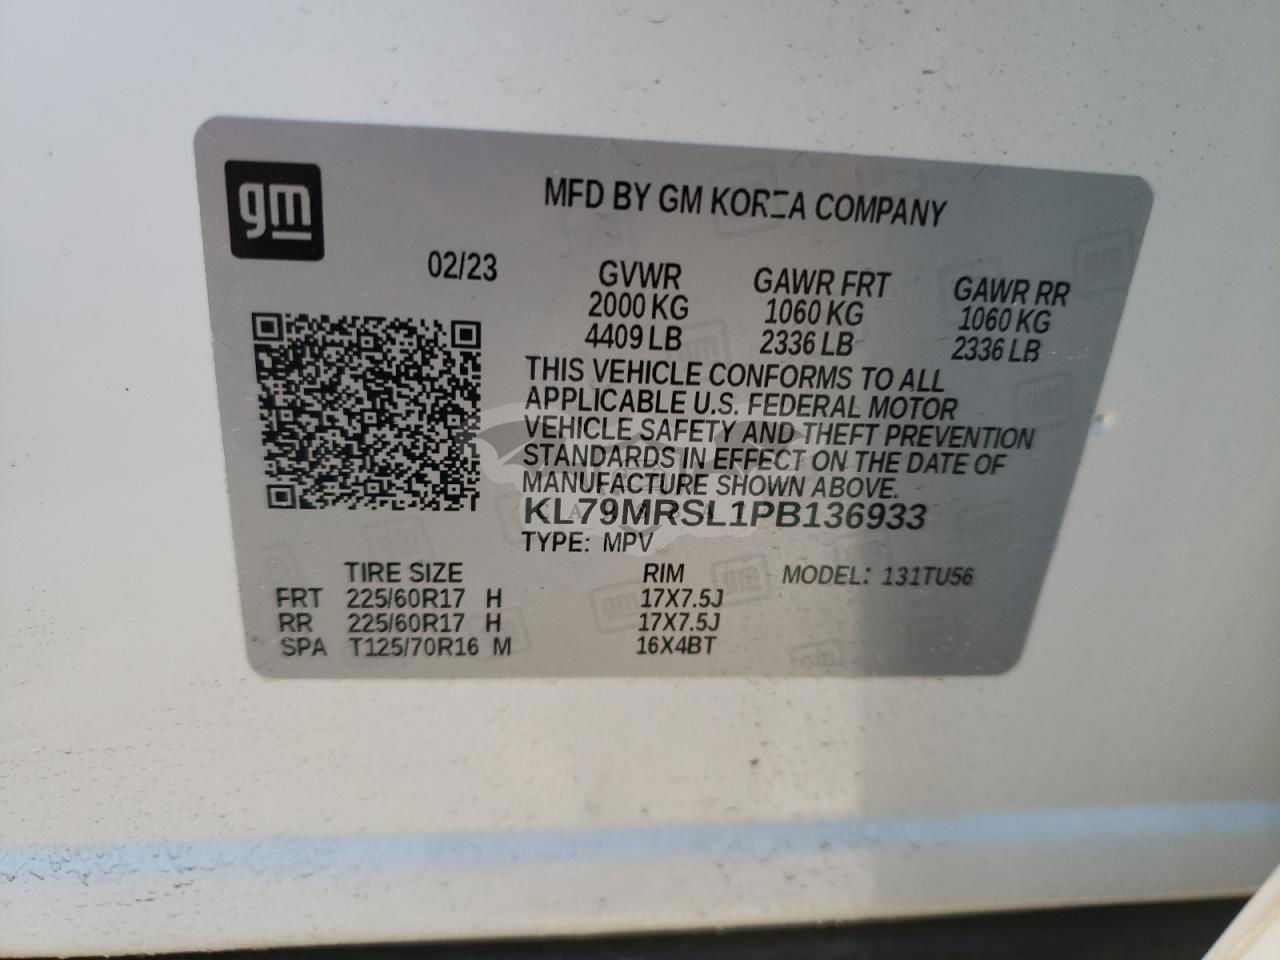 gm
MFD BY GM KOREA COMPANY
02/23
GVWR GAWR FRT GAWR RR
2000 KG 1060 KG 1060 KG
4409 LB 2336 LB 2336 LB
THIS VEHICLE CONFORMS TO ALL
APPLICABLE U.S. FEDERAL MOTOR
VEHICLE SAFETY AND THEFT PREVENTION
STANDARDS IN EFFECT ON THE DATE OF
MANUFACTURE SHOWN ABOVE.
KL79MRSL1PB136933
TYPE: MPV
TIRE SIZE RIM MODEL: 131TU56
FRT 225/60R17 H 17X7.5J
RR 225/60R17 H 17X7.5J
SPA T125/70R16 M 16X4BT